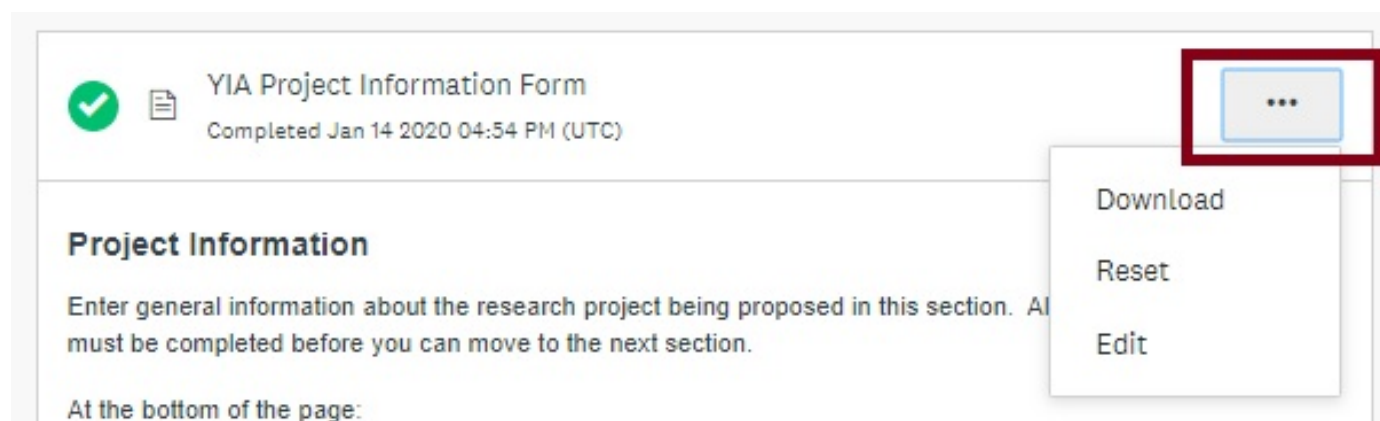 YIA Project Information Form
Completed Jan 14 2020 04:54 PM (UTC)
...
Download
Reset
Edit
Project Information
Enter general information about the research project being proposed in this section.
must be completed before you can move to the next section.
At the bottom of the page: